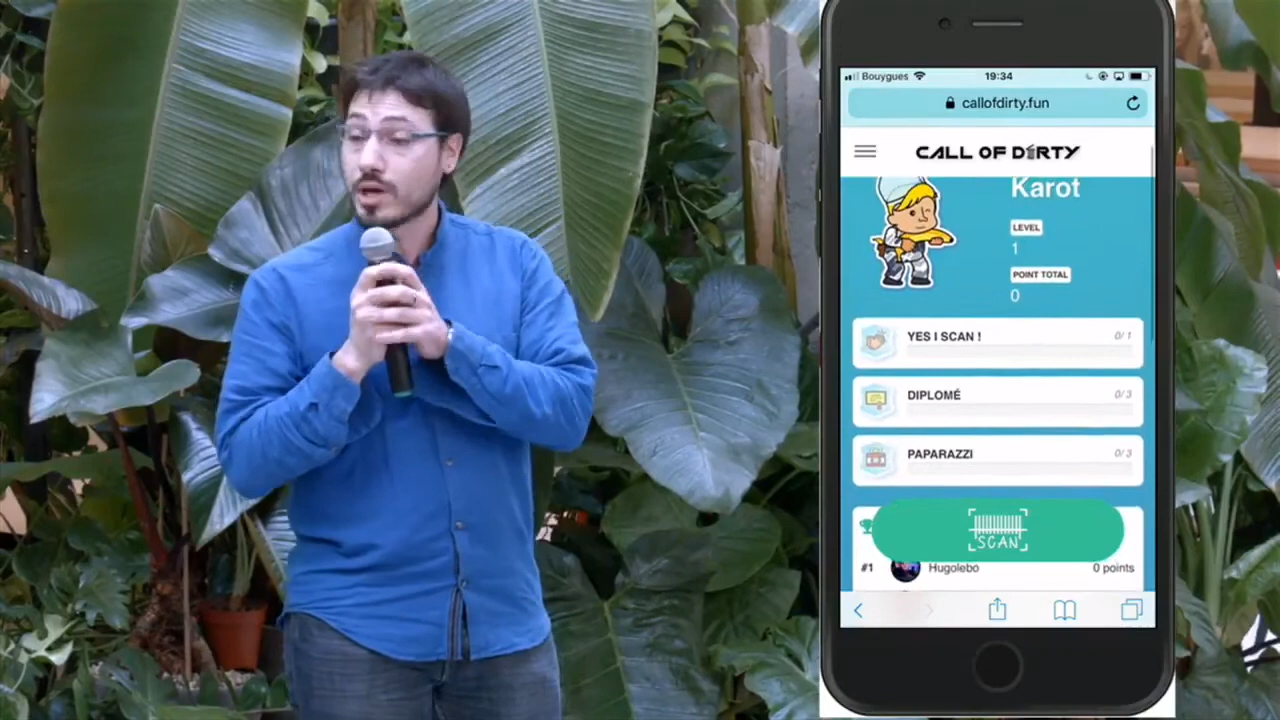 Bouygues 19:34
callofdirty.fun
CALL OF DIRTY
Karot
LEVEL
1
POINT TOTAL
0
YES I SCAN ! 0/1
DIPLOMÉ 0/3
PAPARAZZI 0/3
SCAN
#1 Hugolebo 0 points